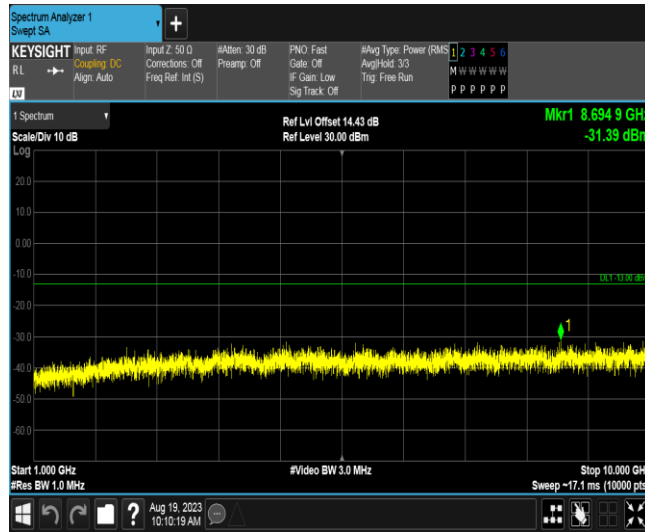 Spectrum Analyzer 1
Swept SA
+
KEYSIGHT
RL
LXI
Input: RF
Coupling: DC
Align: Auto
Input Z: 50 Ω
Corrections: Off
Freq Ref: Int (S)
#Atten: 30 dB
Preamp: Off
PNO: Fast
Gate: Off
IF Gain: Low
Sig Track: Off
#Avg Type: Power (RMS
Avg|Hold: 3/3
Trig: Free Run
1 2 3 4 5 6
M W W W W W
P P P P P P
1 Spectrum
Scale/Div 10 dB
Log
Ref Lvl Offset 14.43 dB
Ref Level 30.00 dBm
Mkr1 8.694 9 GHz
-31.39 dBm
20.0
10.0
0.00
-10.0
DL1 -13.00 dBm
-20.0
-30.0
1
-40.0
-50.0
-60.0
Start 1.000 GHz
#Res BW 1.0 MHz
#Video BW 3.0 MHz
Stop 10.000 GHz
Sweep ~17.1 ms (10000 pts
?
Aug 19, 2023
10:10:19 AM